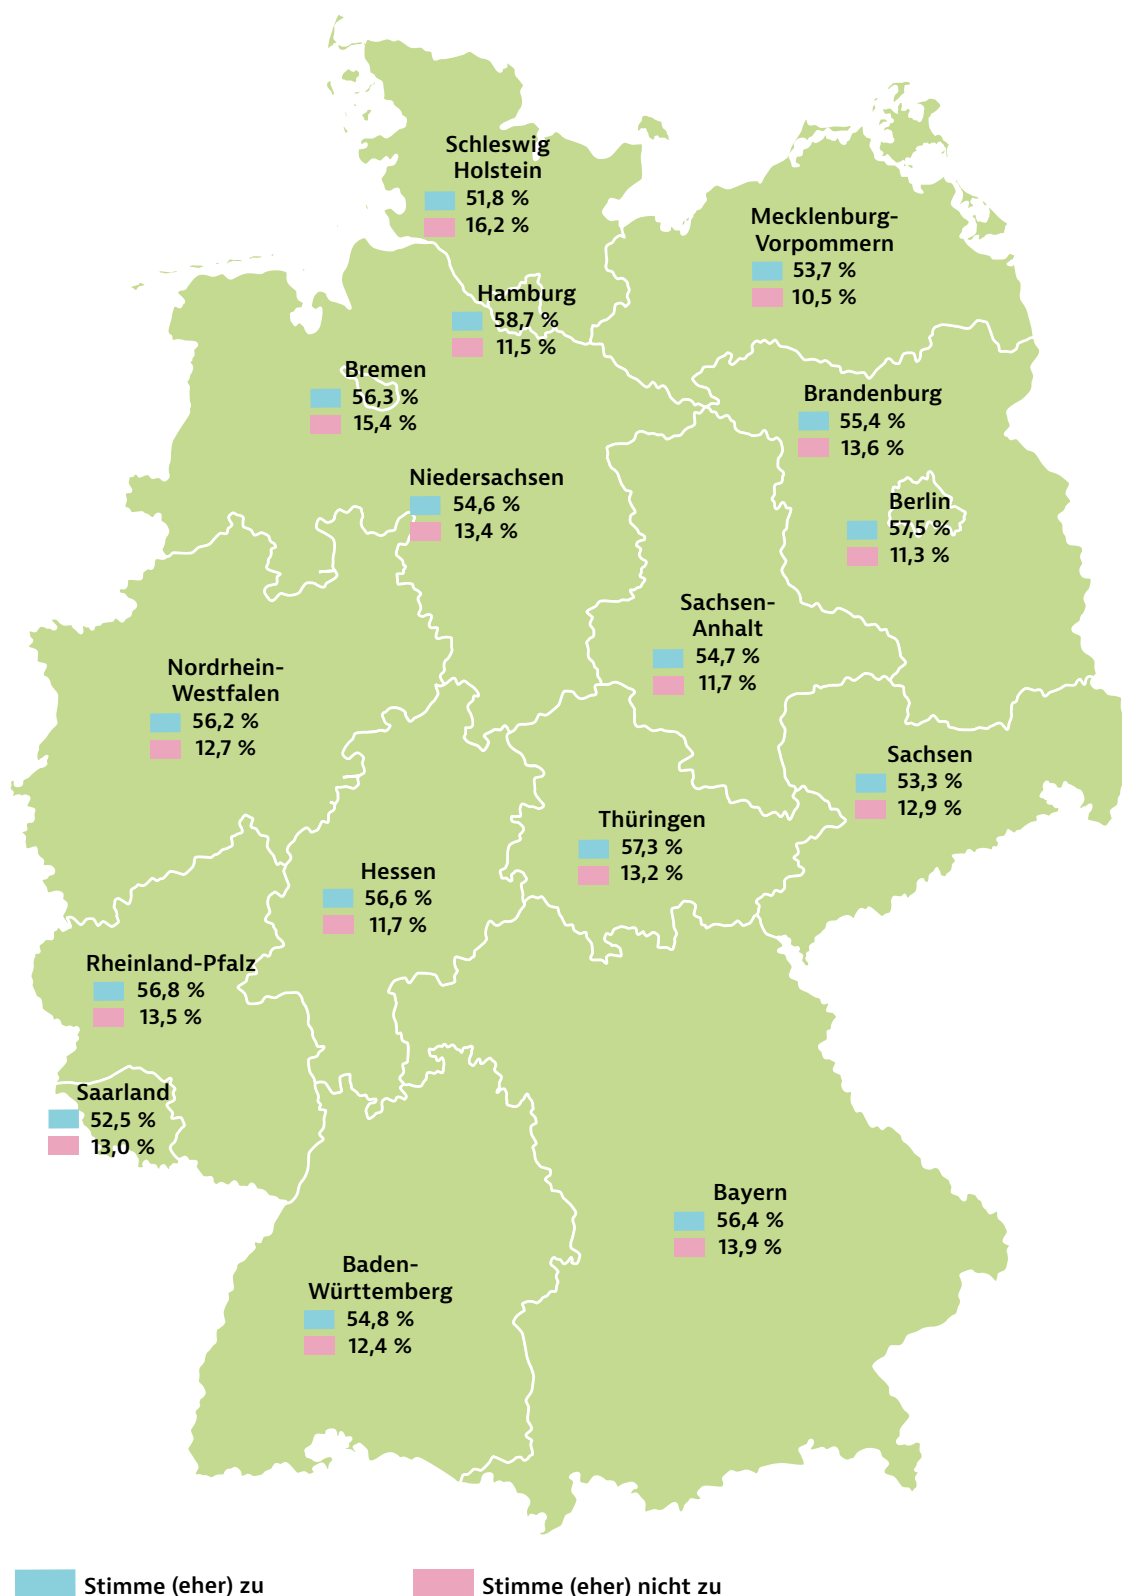 Schleswig
Holstein
51,8 %
16,2 %
Mecklenburg-
Vorpommern
53,7 %
10,5 %
Hamburg
58,7 %
11,5 %
Bremen
56,3 %
15,4 %
Brandenburg
55,4 %
13,6 %
Niedersachsen
54,6 %
13,4 %
Berlin
57,5 %
11,3 %
Sachsen-
Anhalt
54,7 %
11,7 %
Nordrhein-
Westfalen
56,2 %
12,7 %
Sachsen
53,3 %
12,9 %
Thüringen
57,3 %
13,2 %
Hessen
56,6 %
11,7 %
Rheinland-Pfalz
56,8 %
13,5 %
Saarland
52,5 %
13,0 %
Bayern
56,4 %
13,9 %
Baden-
Württemberg
54,8 %
12,4 %
Stimme (eher) zu
Stimme (eher) nicht zu